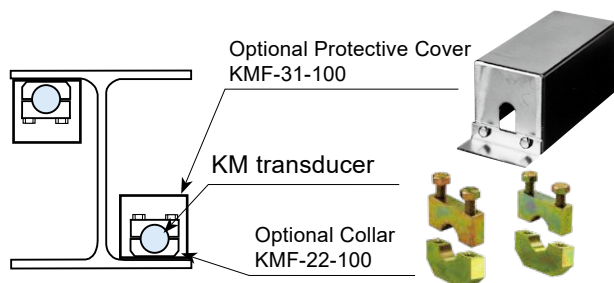 Optional Protective Cover
KMF-31-100
KM transducer
Optional Collar
KMF-22-100